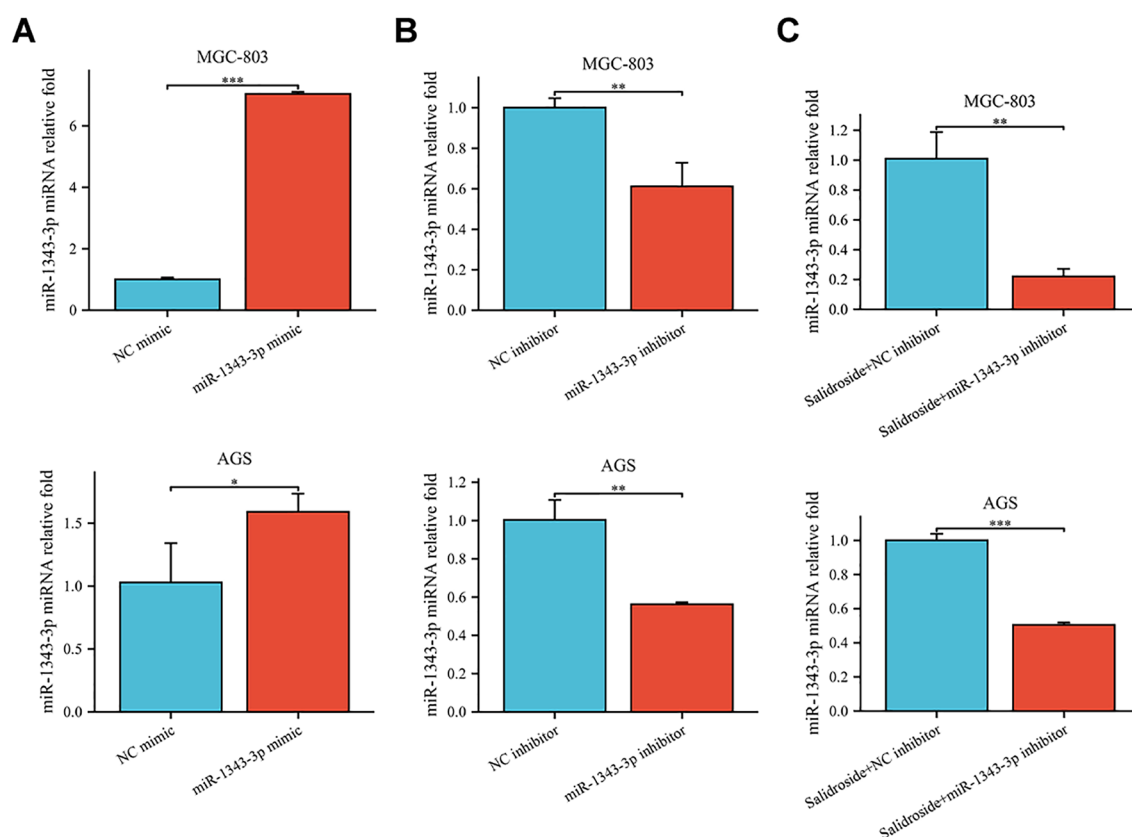 A
MGC-803
***
miR-1343-3p miRNA relative fold
6
4
2
0
NC mimic
miR-1343-3p mimic
AGS
*
miR-1343-3p miRNA relative fold
1.5
1.0
0.5
0.0
NC mimic
miR-1343-3p mimic
B
MGC-803
**
miR-1343-3p miRNA relative fold
1.0
0.8
0.6
0.4
0.2
0.0
NC inhibitor
miR-1343-3p inhibitor
AGS
**
miR-1343-3p miRNA relative fold
1.2
1.0
0.8
0.6
0.4
0.2
0.0
NC inhibitor
miR-1343-3p inhibitor
C
MGC-803
**
miR-1343-3p miRNA relative fold
1.2
1.0
0.8
0.6
0.4
0.2
0.0
Salidroside+NC inhibitor
Salidroside+miR-1343-3p inhibitor
AGS
***
miR-1343-3p miRNA relative fold
1.0
0.8
0.6
0.4
0.2
0.0
Salidroside+NC inhibitor
Salidroside+miR-1343-3p inhibitor